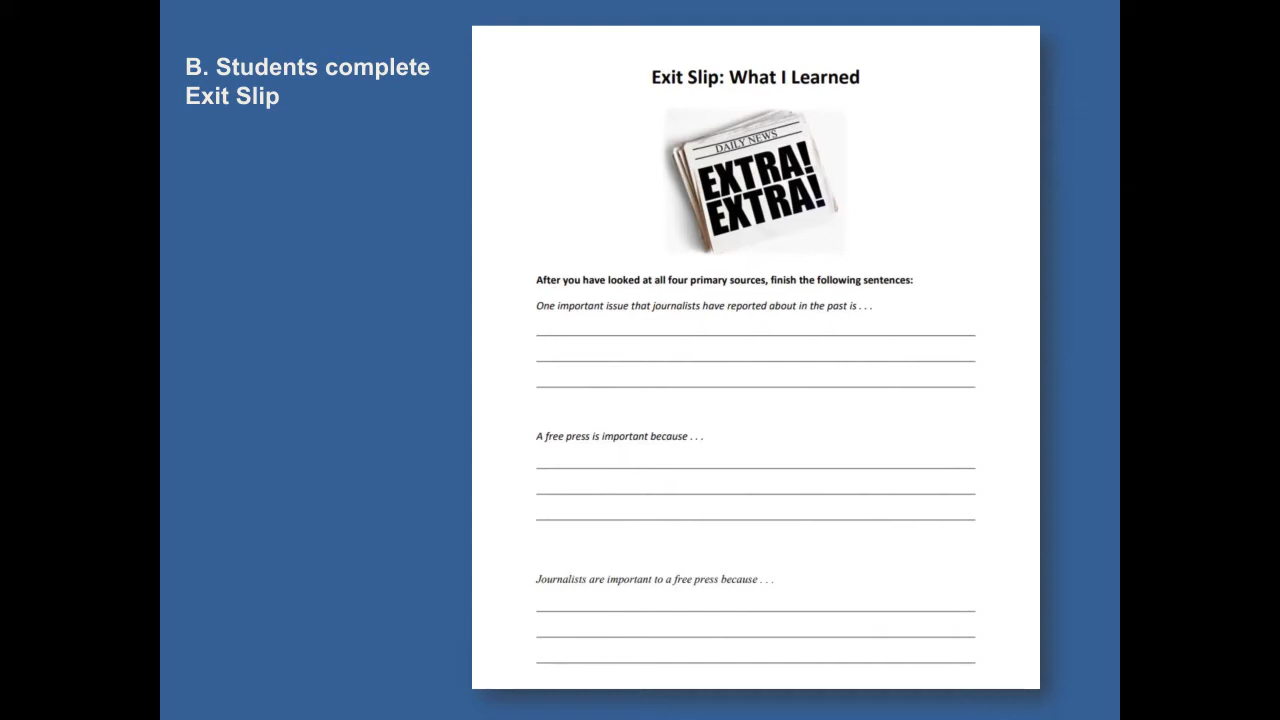 B. Students complete
Exit Slip
Exit Slip: What I Learned
DAILY NEWS
EXTRA!
EXTRA!
After you have looked at all four primary sources, finish the following sentences:
One important issue that journalists have reported about in the past is . . .
A free press is important because . . .
Journalists are important to a free press because . . .